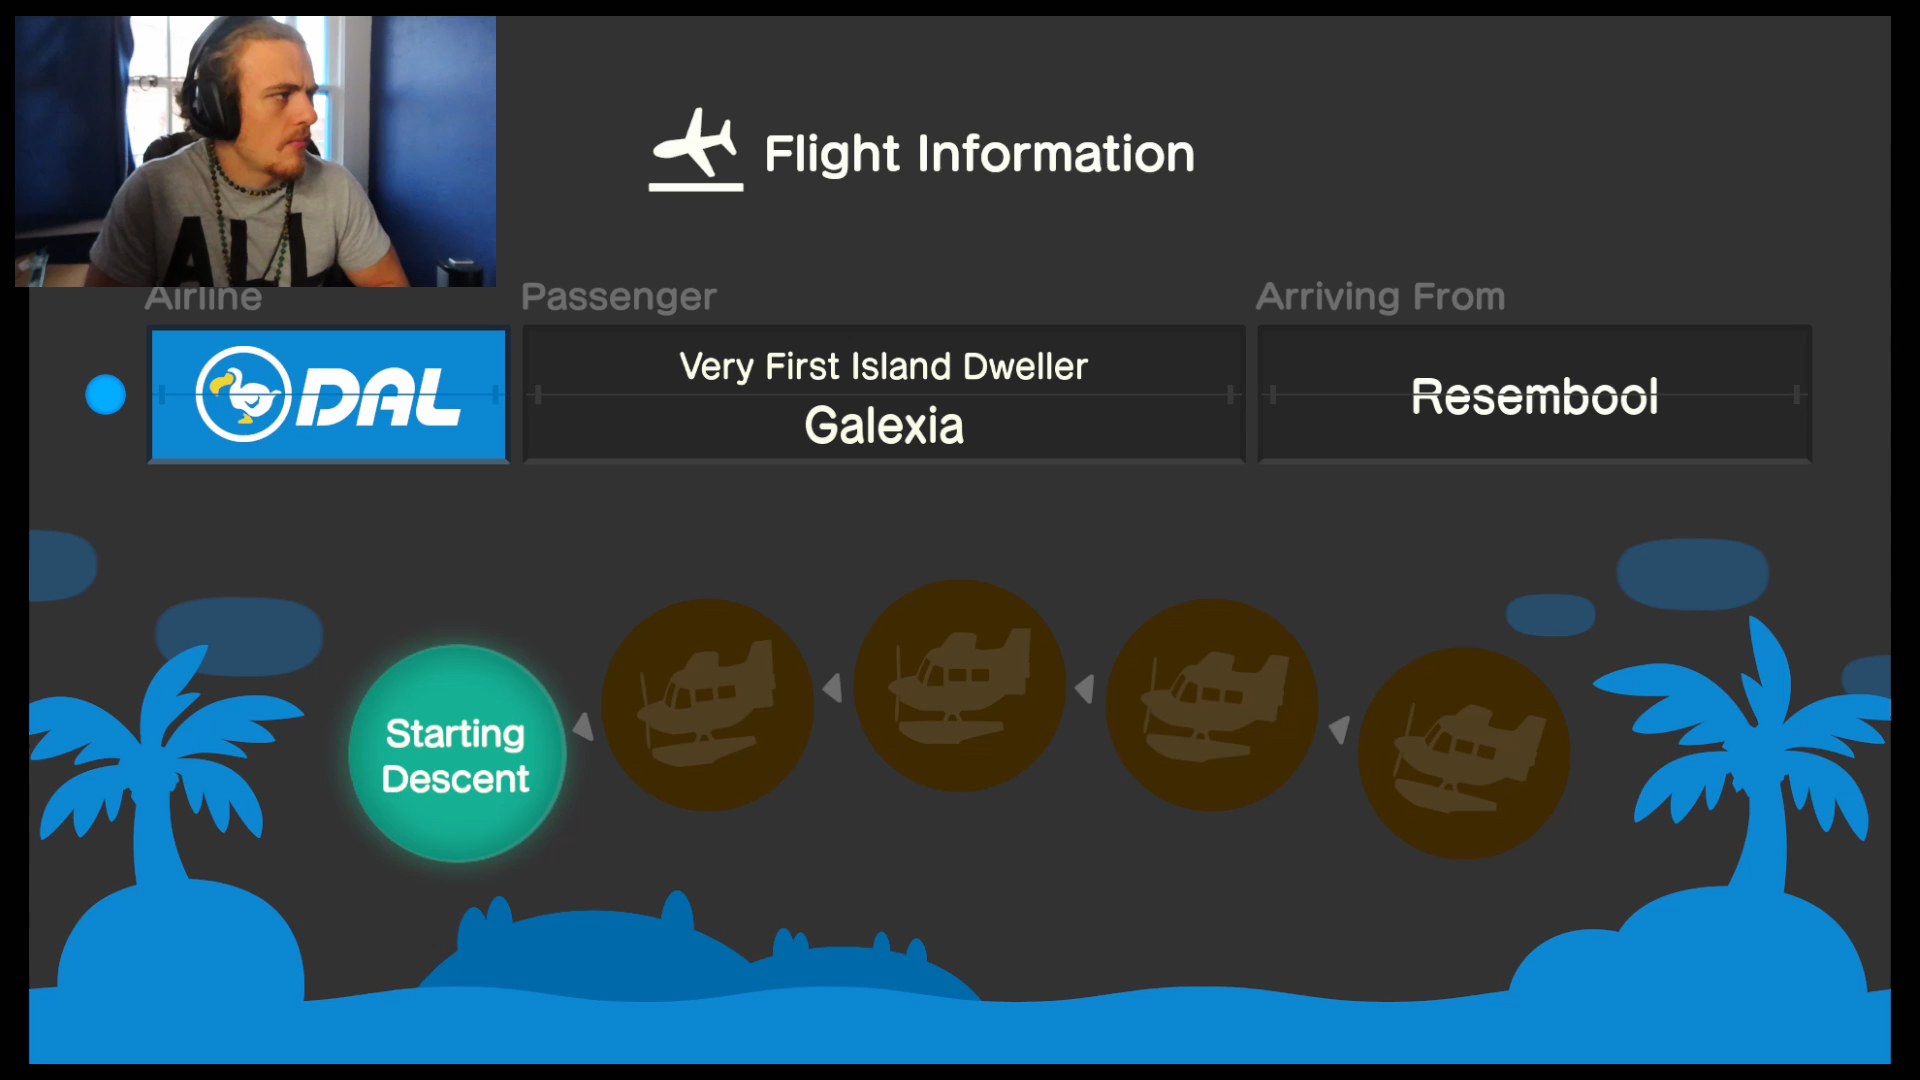 ALL
Flight Information
Airline
Passenger
Arriving From
DAL
Very First Island Dweller
Galexia
Resembool
Starting
Descent